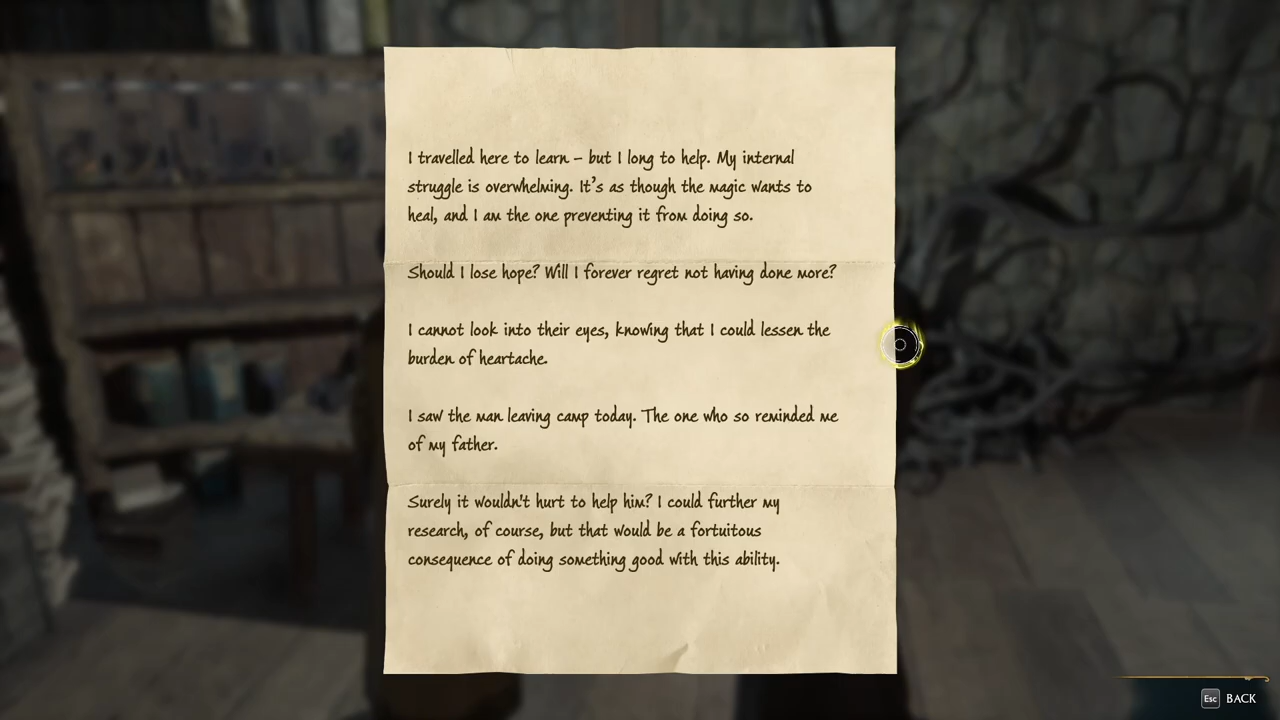 I travelled here to learn – but I long to help. My internal
struggle is overwhelming. It's as though the magic wants to
heal, and I am the one preventing it from doing so.
Should I lose hope? Will I forever regret not having done more?
I cannot look into their eyes, knowing that I could lessen the
burden of heartache.
I saw the man leaving camp today. The one who so reminded me
of my father.
Surely it wouldn't hurt to help him? I could further my
research, of course, but that would be a fortuitous
consequence of doing something good with this ability.
Esc BACK